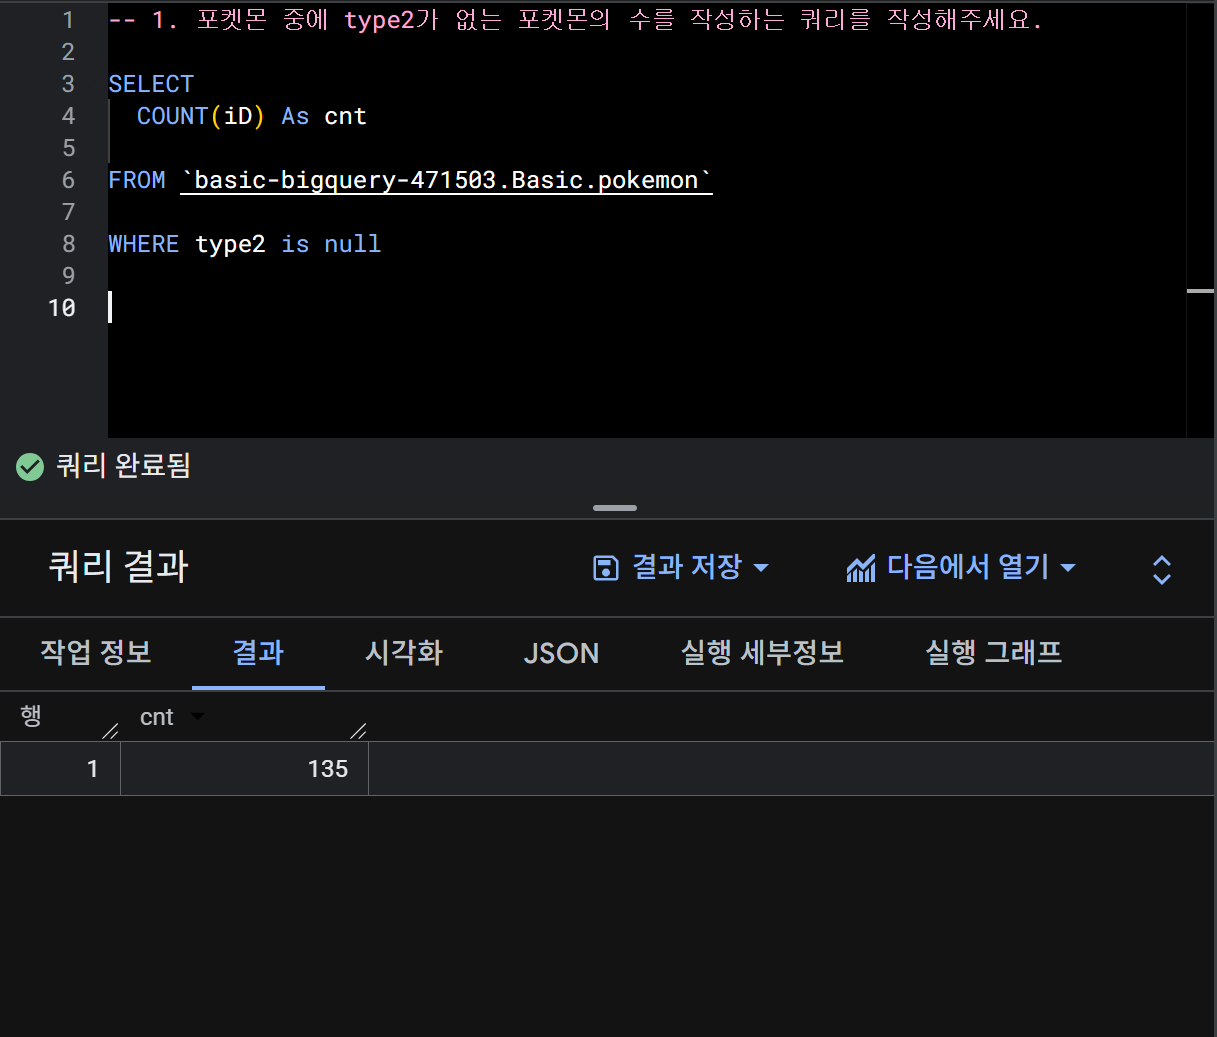 1 -- 1. 포켓몬 중에 type2가 없는 포켓몬의 수를 작성하는 쿼리를 작성해주세요.
2
3 SELECT
4 COUNT(iD) As cnt
5
6 FROM `basic-bigquery-471503.Basic.pokemon`
7
8 WHERE type2 is null
9
10
쿼리 완료됨
쿼리 결과 결과 저장 다음에서 열기
작업 정보 결과 시각화 JSON 실행 세부정보 실행 그래프
행 cnt
1 135